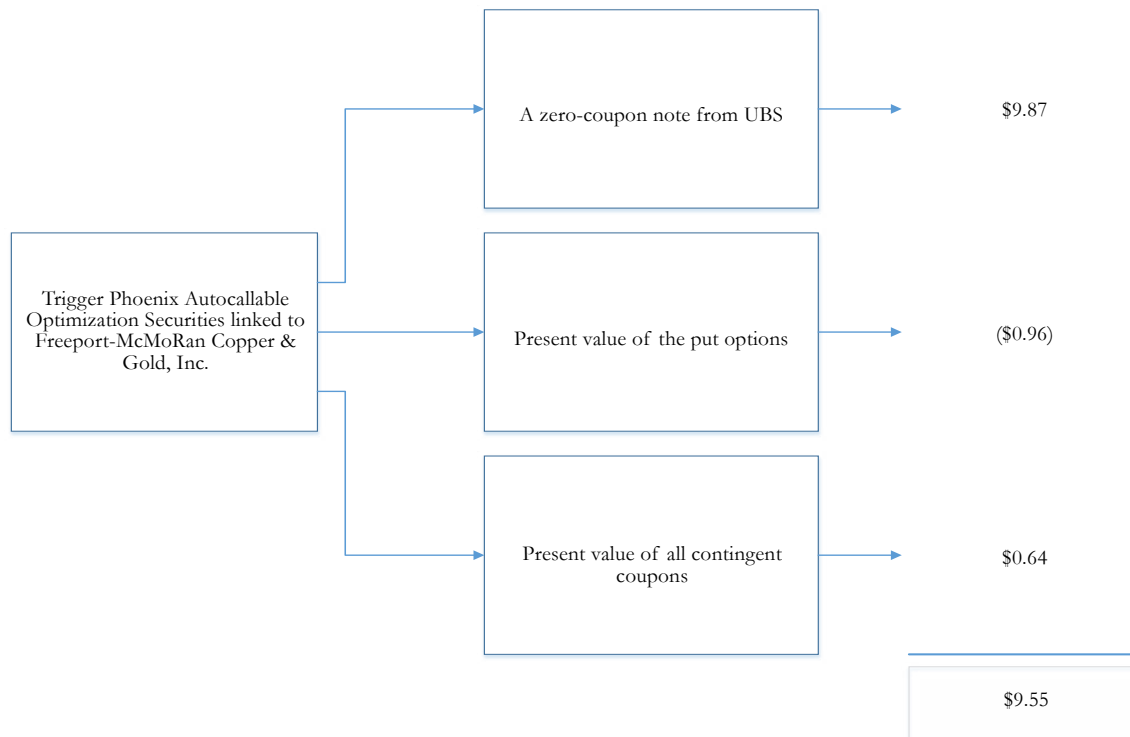 A zero-coupon note from UBS
$9.87
Trigger Phoenix Autocallable
Optimization Securities linked to
Freeport-McMoRan Copper &
Gold, Inc.
Present value of the put options
($0.96)
Present value of all contingent
coupons
$0.64
$9.55